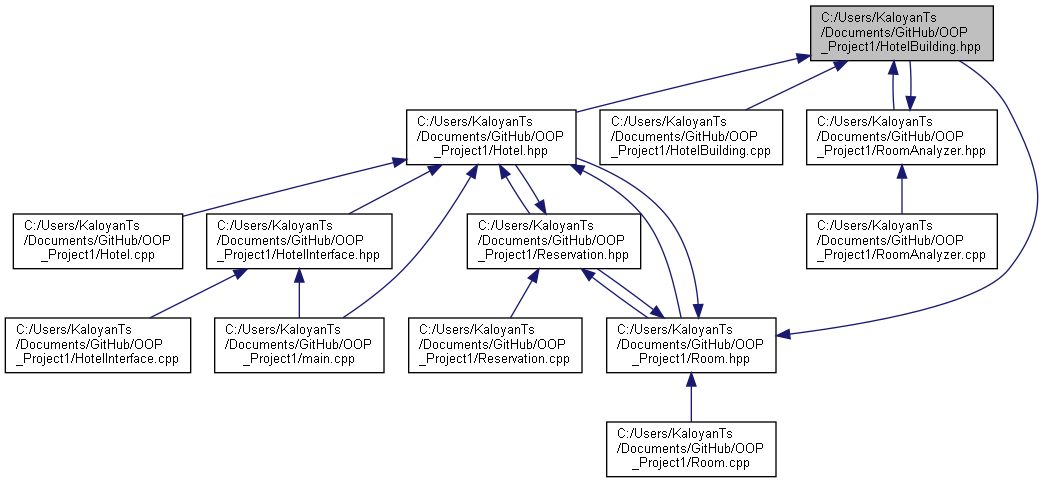 C:/Users/KaloyanTs
/Documents/GitHub/OOP
_Project1/HotelBuilding.hpp
C:/Users/KaloyanTs
/Documents/GitHub/OOP
_Project1/Hotel.hpp
C:/Users/KaloyanTs
/Documents/GitHub/OOP
_Project1/HotelBuilding.cpp
C:/Users/KaloyanTs
/Documents/GitHub/OOP
_Project1/RoomAnalyzer.hpp
C:/Users/KaloyanTs
/Documents/GitHub/OOP
_Project1/Hotel.cpp
C:/Users/KaloyanTs
/Documents/GitHub/OOP
_Project1/HotelInterface.hpp
C:/Users/KaloyanTs
/Documents/GitHub/OOP
_Project1/Reservation.hpp
C:/Users/KaloyanTs
/Documents/GitHub/OOP
_Project1/RoomAnalyzer.cpp
C:/Users/KaloyanTs
/Documents/GitHub/OOP
_Project1/HotelInterface.cpp
C:/Users/KaloyanTs
/Documents/GitHub/OOP
_Project1/main.cpp
C:/Users/KaloyanTs
/Documents/GitHub/OOP
_Project1/Reservation.cpp
C:/Users/KaloyanTs
/Documents/GitHub/OOP
_Project1/Room.hpp
C:/Users/KaloyanTs
/Documents/GitHub/OOP
_Project1/Room.cpp